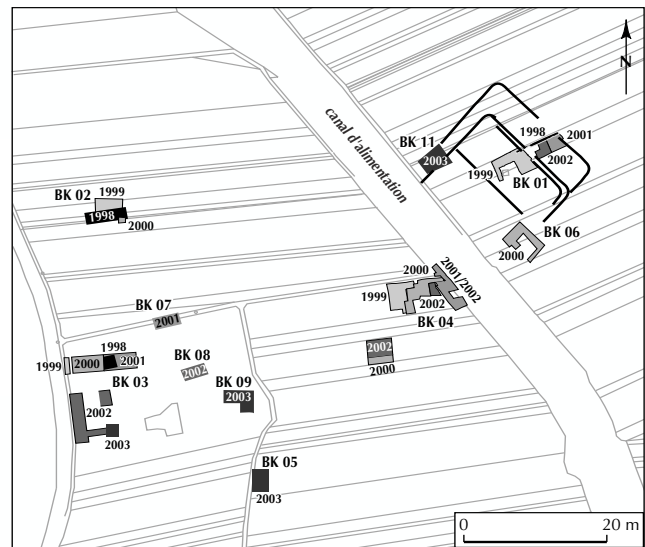 N
canal d'alimentation
BK 11
2003
1998
2001
2002
1999
BK 01
BK 06
2000
BK 02
1999
1998
2000
2000
2001/2002
1999
2002
BK 04
BK 07
2001
1998
1999
2000
2001
BK 03
BK 08
2002
BK 09
2003
2002
2000
2002
2003
BK 05
2003
0
20 m